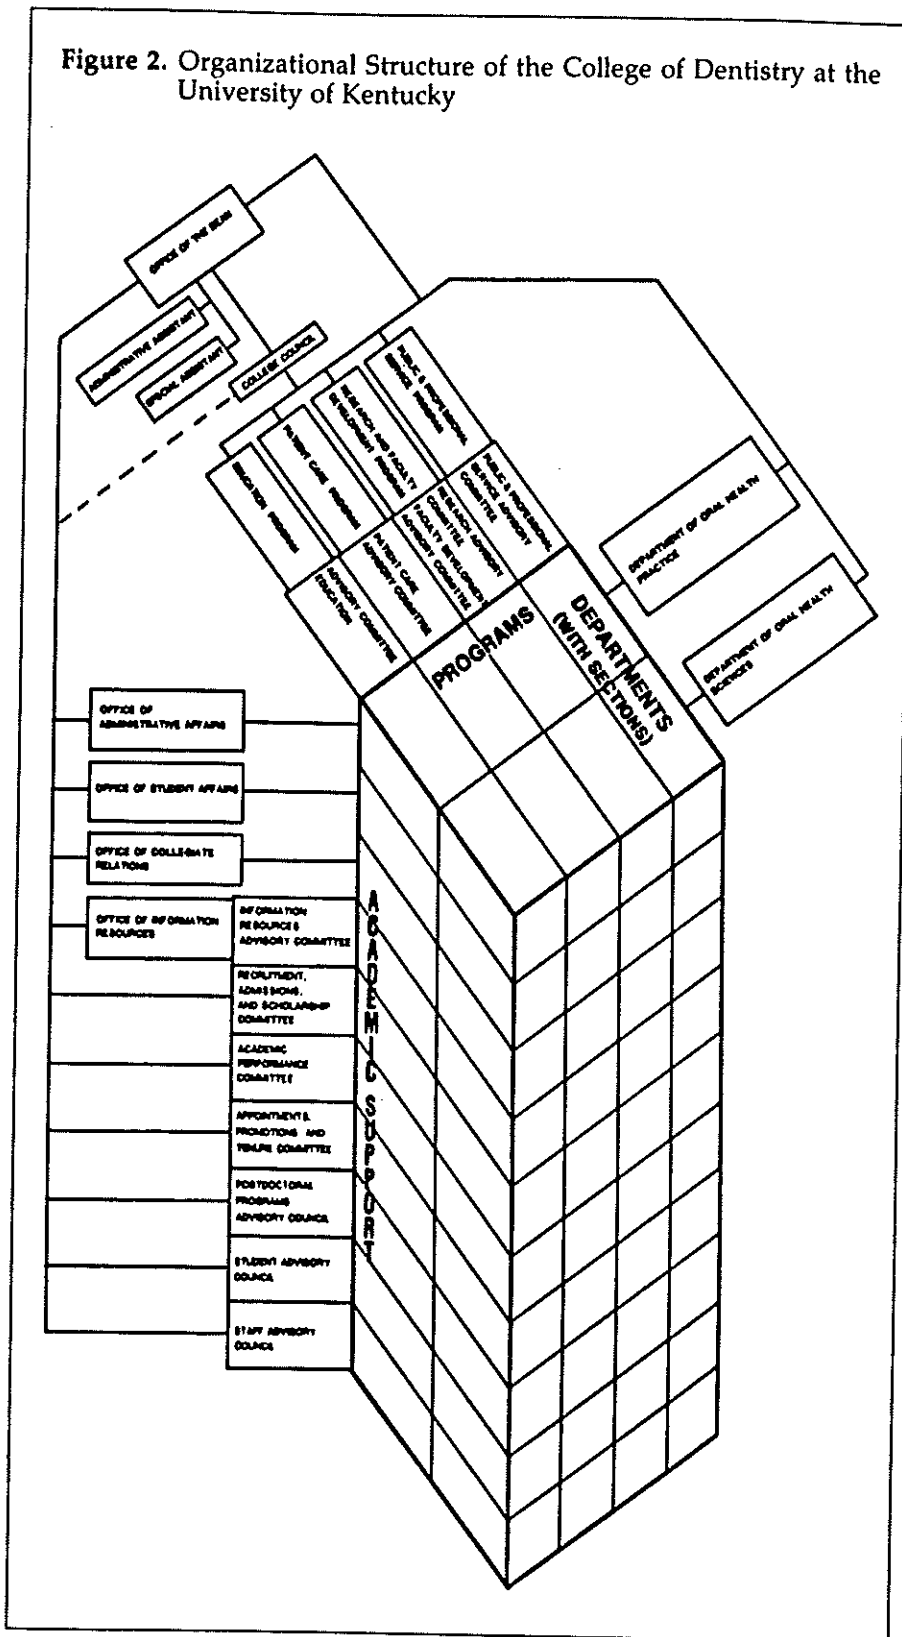 Figure 2. Organizational Structure of the College of Dentistry at the
University of Kentucky
OFFICE OF THE DEAN
ADMINISTRATIVE ASSISTANT
SPECIAL ASSISTANT
COLLEGE COUNCIL
EDUCATION PROGRAM
PATIENT CARE PROGRAM
RESEARCH AND FACULTY
DEVELOPMENT PROGRAM
PUBLIC & PROFESSIONAL
SERVICE PROGRAM
ADVISORY COMMITTEE
EDUCATION
PATIENT CARE
ADVISORY COMMITTEE
RESEARCH ADVISORY
COMMITTEE
FACULTY DEVELOPMENT
ADVISORY COMMITTEE
PUBLIC & PROFESSIONAL
SERVICE ADVISORY
COMMITTEE
DEPARTMENT OF ORAL HEALTH
PRACTICE
DEPARTMENT OF ORAL HEALTH
SCIENCES
PROGRAMS
DEPARTMENTS
(WITH SECTIONS)
OFFICE OF
ADMINISTRATIVE AFFAIRS
OFFICE OF STUDENT AFFAIRS
OFFICE OF COLLEGIATE
RELATIONS
OFFICE OF INFORMATION
RESOURCES
INFORMATION
RESOURCES
ADVISORY COMMITTEE
RECRUITMENT,
ADMISSIONS,
AND SCHOLARSHIP
COMMITTEE
ACADEMIC
PERFORMANCE
COMMITTEE
APPOINTMENTS,
PROMOTIONS AND
TENURE COMMITTEE
POSTDOCTORAL
PROGRAMS
ADVISORY COUNCIL
STUDENT ADVISORY
COUNCIL
STAFF ADVISORY
COUNCIL
ACADEMIC SUPPORT